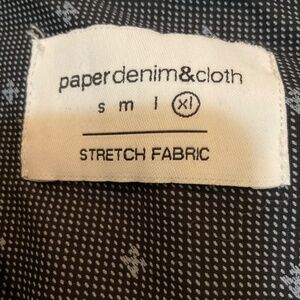 paperdenim&cloth
s m l xl
STRETCH FABRIC